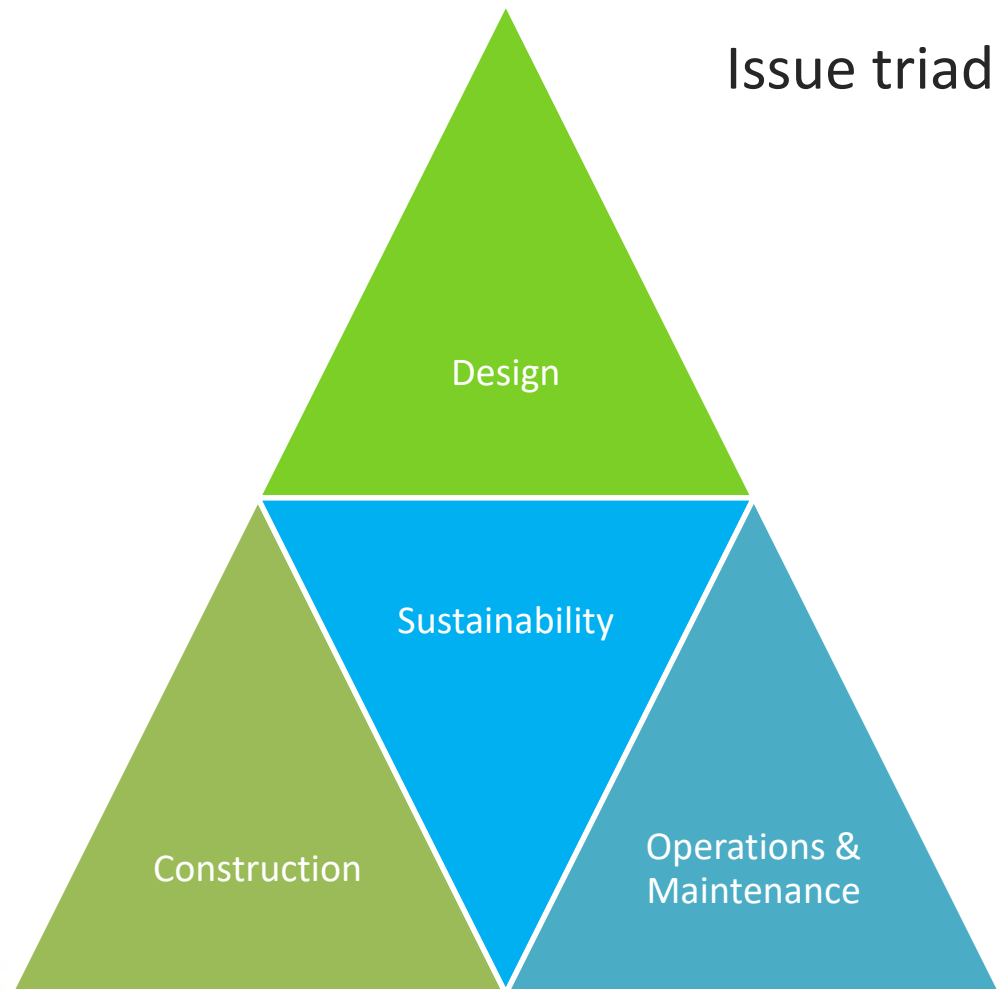 Issue triad
Design
Sustainability
Construction
Operations &
Maintenance